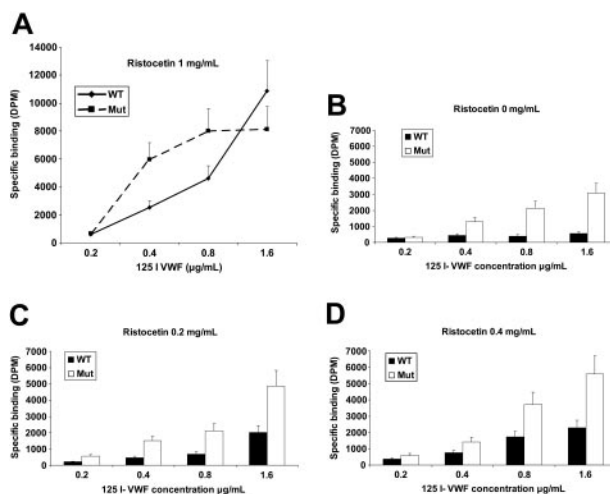 A
Ristocetin 1 mg/mL
WT
Mut
Specific binding (DPM)
14000
12000
10000
8000
6000
4000
2000
0
0.2 0.4 0.8 1.6
125 I VWF (µg/mL)
B
Ristocetin 0 mg/mL
WT
Mut
Specific binding (DPM)
7000
6000
5000
4000
3000
2000
1000
0
0.2 0.4 0.8 1.6
125 I- VWF concentration µg/mL
C
Ristocetin 0.2 mg/mL
WT
Mut
Specific binding (DPM)
7000
6000
5000
4000
3000
2000
1000
0
0.2 0.4 0.8 1.6
125 I- VWF concentration µg/mL
D
Ristocetin 0.4 mg/mL
WT
Mut
Specific binding (DPM)
7000
6000
5000
4000
3000
2000
1000
0
0.2 0.4 0.8 1.6
125 I- VWF concentration µg/mL